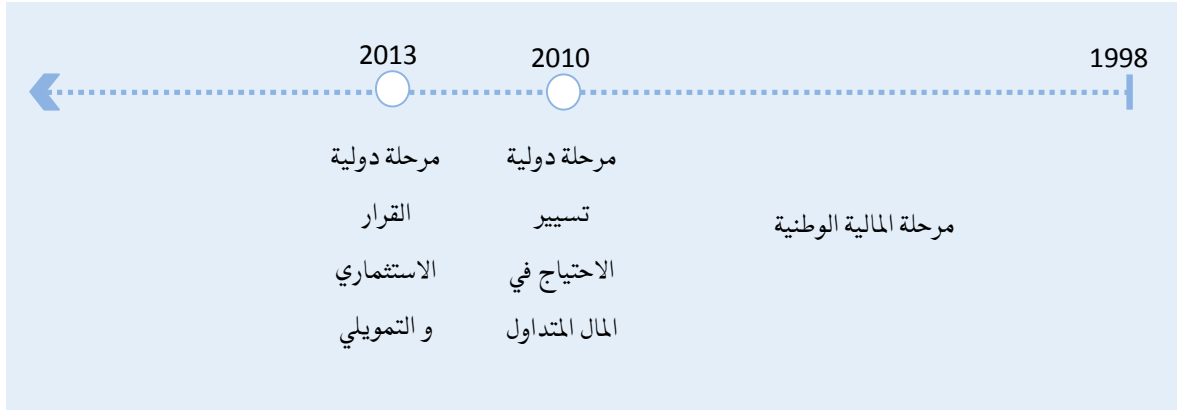 1998
2010
2013
مرحلة المالية الوطنية
مرحلة دولية
تسيير
الاحتياج في
المال المتداول
مرحلة دولية
القرار
الاستثماري
و التمويلي